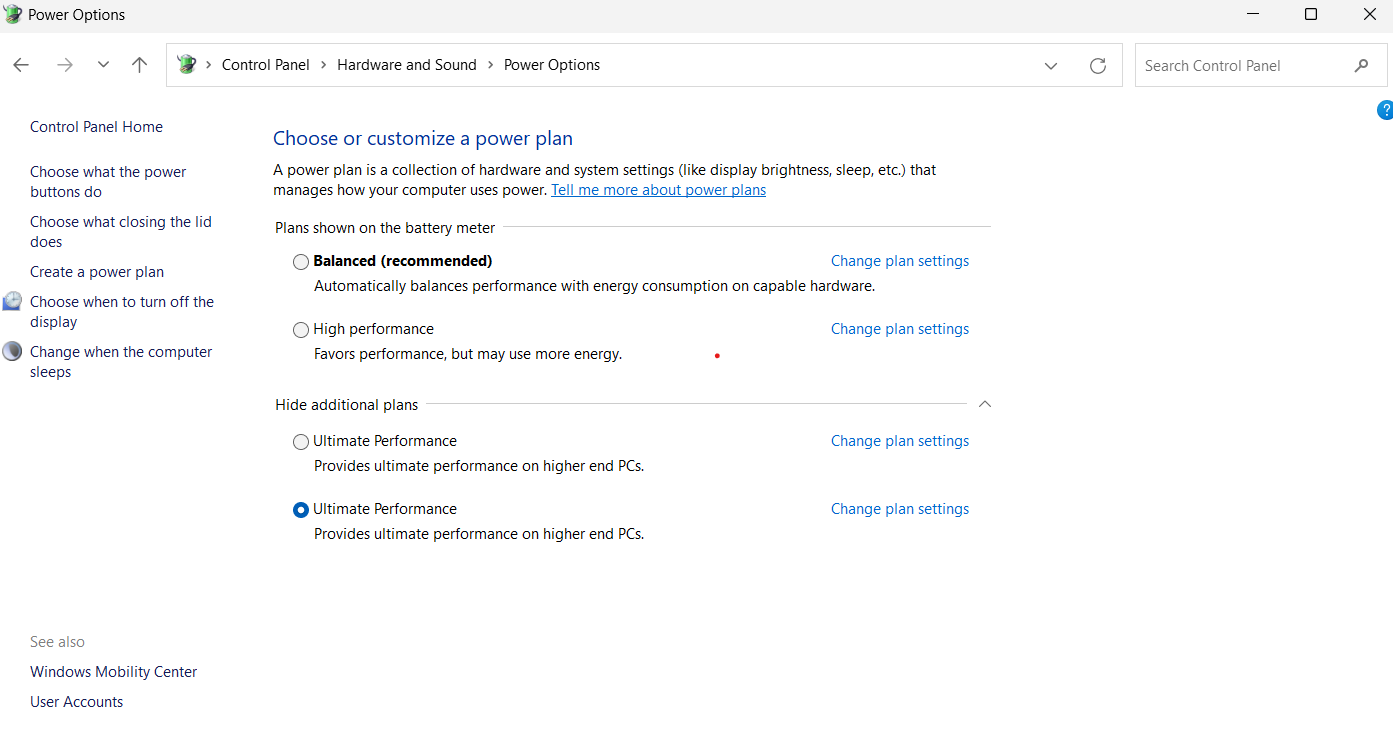 Power Options
Control Panel > Hardware and Sound > Power Options
Search Control Panel
?
Control Panel Home
Choose what the power
buttons do
Choose what closing the lid
does
Create a power plan
Choose when to turn off the
display
Change when the computer
sleeps
See also
Windows Mobility Center
User Accounts
Choose or customize a power plan
A power plan is a collection of hardware and system settings (like display brightness, sleep, etc.) that
manages how your computer uses power. Tell me more about power plans
Plans shown on the battery meter
Balanced (recommended) Change plan settings
Automatically balances performance with energy consumption on capable hardware.
High performance Change plan settings
Favors performance, but may use more energy.
Hide additional plans
Ultimate Performance Change plan settings
Provides ultimate performance on higher end PCs.
Ultimate Performance Change plan settings
Provides ultimate performance on higher end PCs.